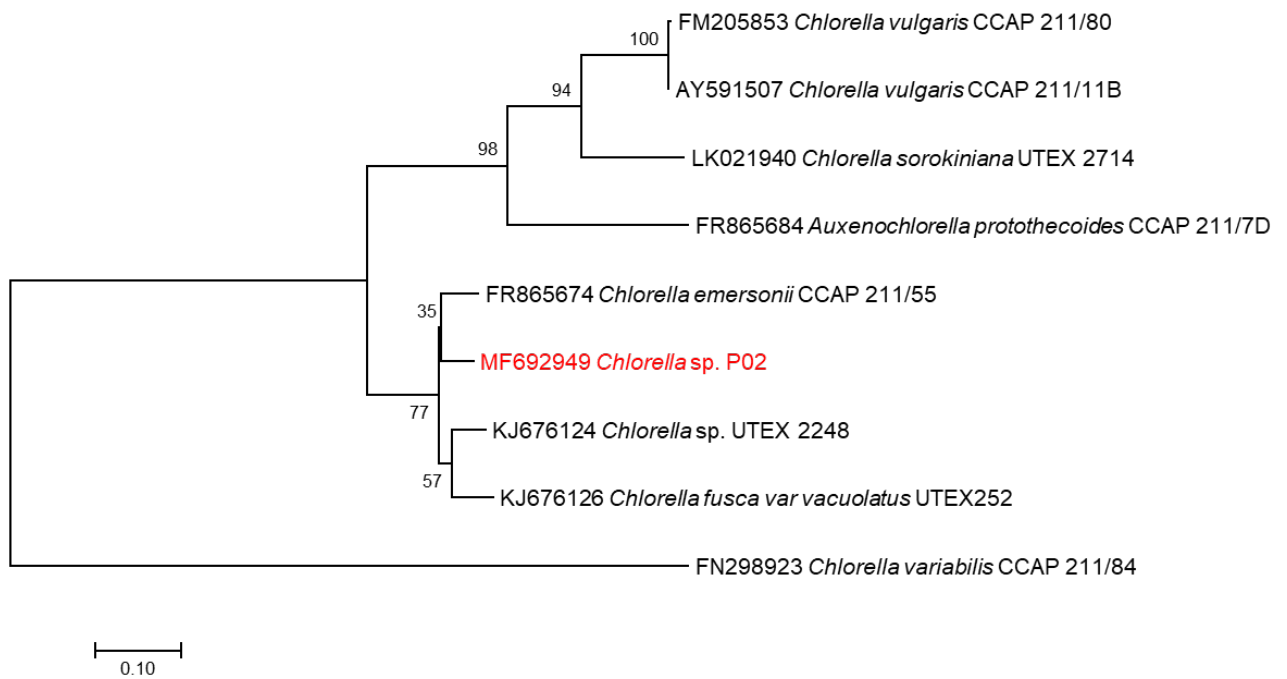 FM205853 Chlorella vulgaris CCAP 211/80
100
AY591507 Chlorella vulgaris CCAP 211/11B
94
98
LK021940 Chlorella sorokiniana UTEX 2714
FR865684 Auxenochlorella protothecoides CCAP 211/7D
FR865674 Chlorella emersonii CCAP 211/55
35
MF692949 Chlorella sp. P02
77
KJ676124 Chlorella sp. UTEX 2248
57
KJ676126 Chlorella fusca var vacuolatus UTEX252
FN298923 Chlorella variabilis CCAP 211/84
0.10